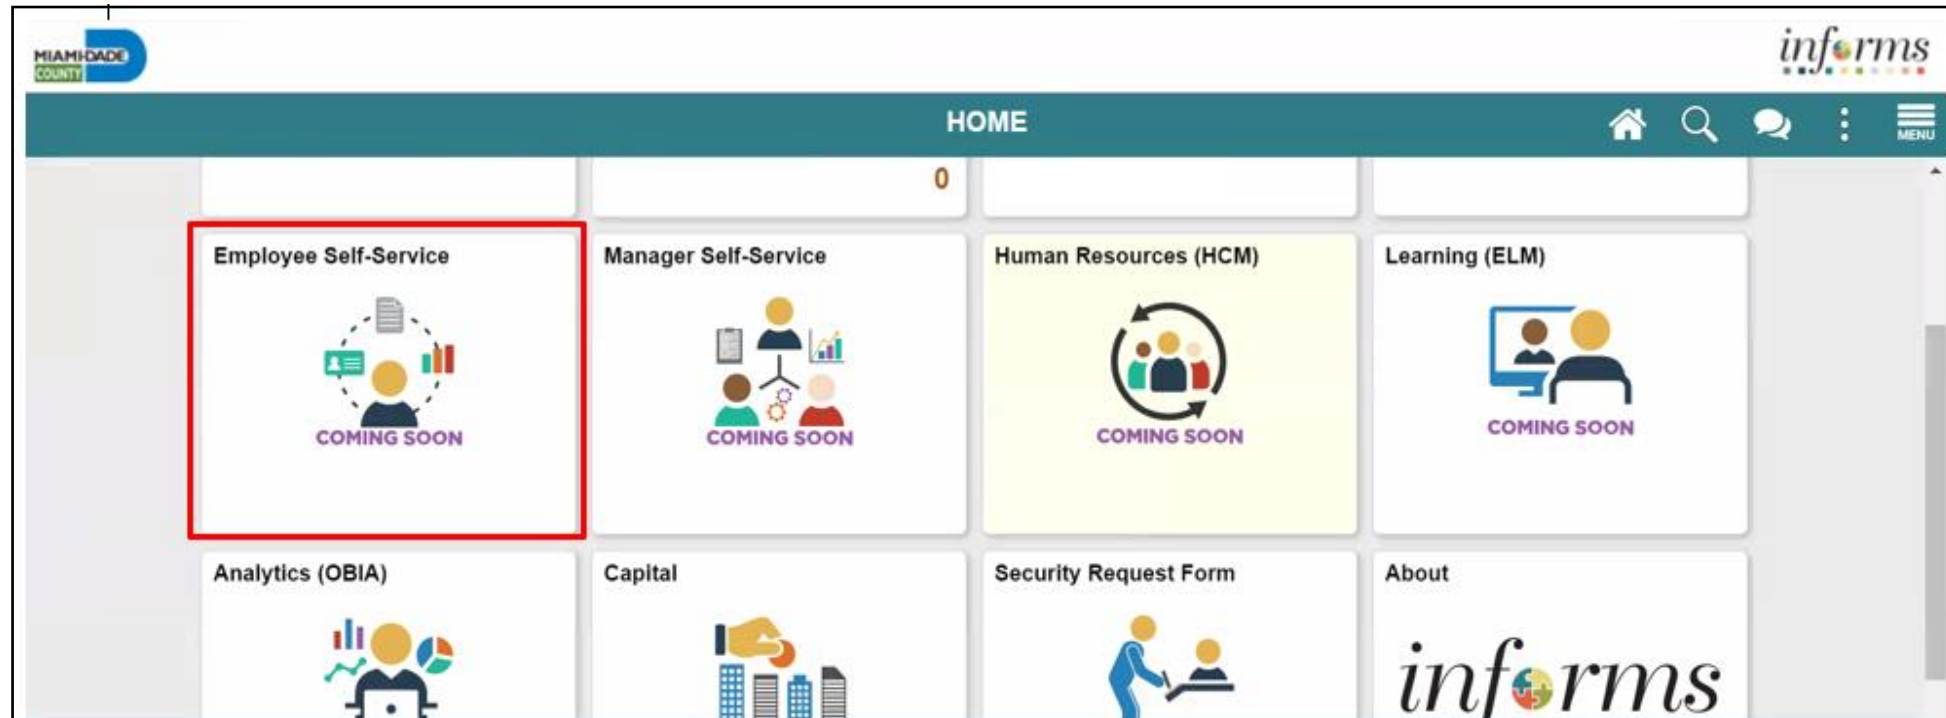 MIAMI-DADE
COUNTY
informs
HOME
MENU
0
Employee Self-Service
Manager Self-Service
Human Resources (HCM)
Learning (ELM)
COMING SOON
COMING SOON
COMING SOON
COMING SOON
Analytics (OBIA)
Capital
Security Request Form
About
informs